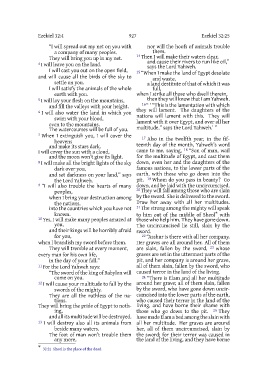 Ezekiel 32:4
927
Ezekiel 32:25
"I will spread out my net on you with
a company of many peoples.
They will bring you up in my net.
4 I will leave you on the land.
I will cast you out on the open field,
and will cause all the birds of the sky to
settle on you.
I will satisfy the animals of the whole
earth with you.
5 I will lay your flesh on the mountains,
and fill the valleys with your height.
6 I will also water the land in which you
swim with your blood,
even to the mountains.
The watercourses will be full of you.
7 When I extinguish you, I will cover the
heavens
and make its stars dark.
I will cover the sun with a cloud,
and the moon won't give its light.
8 I will make all the bright lights of the sky
dark over you,
and set darkness on your land," says
the Lord Yahweh.
9 "I will also trouble the hearts of many
peoples,
when I bring your destruction among
the nations,
into the countries which you have not
known.
10 Yes, I will make many peoples amazed at
you,
and their kings will be horribly afraid
for you,
when I brandish my sword before them.
They will tremble at every moment,
every man for his own life,
in the day of your fall."
11 For the Lord Yahweh says:
"The sword of the king of Babylon will
come on you.
12 I will cause your multitude to fall by the
swords of the mighty.
They are all the ruthless of the na-
tions.
They will bring the pride of Egypt to noth-
ing,
and all its multitude will be destroyed.
13 I will destroy also all its animals from
beside many waters.
The foot of man won't trouble them
any more,
nor will the hoofs of animals trouble
them.
14 Then I will make their waters clear,
and cause their rivers to run like oil,"
says the Lord Yahweh.
15 "When I make the land of Egypt desolate
and waste,
a land destitute of that of which it was
full,
when I strike all those who dwell therein,
then they will know that I am Yahweh.
16 "'"This is the lamentation with which
they will lament. The daughters of the
nations will lament with this. They will
lament with it over Egypt, and over all her
multitude," says the Lord Yahweh.'"
17 Also in the twelfth year, in the fif-
teenth day of the month, Yahweh's word
came to me, saying, 18 "Son of man, wail
for the multitude of Egypt, and cast them
down, even her and the daughters of the
famous nations, to the lower parts of the
earth, with those who go down into the
pit. 19 Whom do you pass in beauty? Go
down, and be laid with the uncircumcised.
20 They will fall among those who are slain
by the sword. She is delivered to the sword.
Draw her away with all her multitudes.
21 The strong among the mighty will speak
to him out of the middle of Sheol* with
those who help him. They have gone down.
The uncircumcised lie still, slain by the
sword.
22 "Asshur is there with all her company.
Her graves are all around her. All of them
are slain, fallen by the sword, 23 whose
graves are set in the uttermost parts of the
pit, and her company is around her grave,
all of them slain, fallen by the sword, who
caused terror in the land of the living.
24 "There is Elam and all her multitude
around her grave; all of them slain, fallen
by the sword, who have gone down uncir-
cumcised into the lower parts of the earth,
who caused their terror in the land of the
living, and have borne their shame with
those who go down to the pit. 25 They
have made Elam a bed among the slain with
all her multitude. Her graves are around
her, all of them uncircumcised, slain by
the sword; for their terror was caused in
the land of the living, and they have borne
* 32:21 Sheol is the place of the dead.